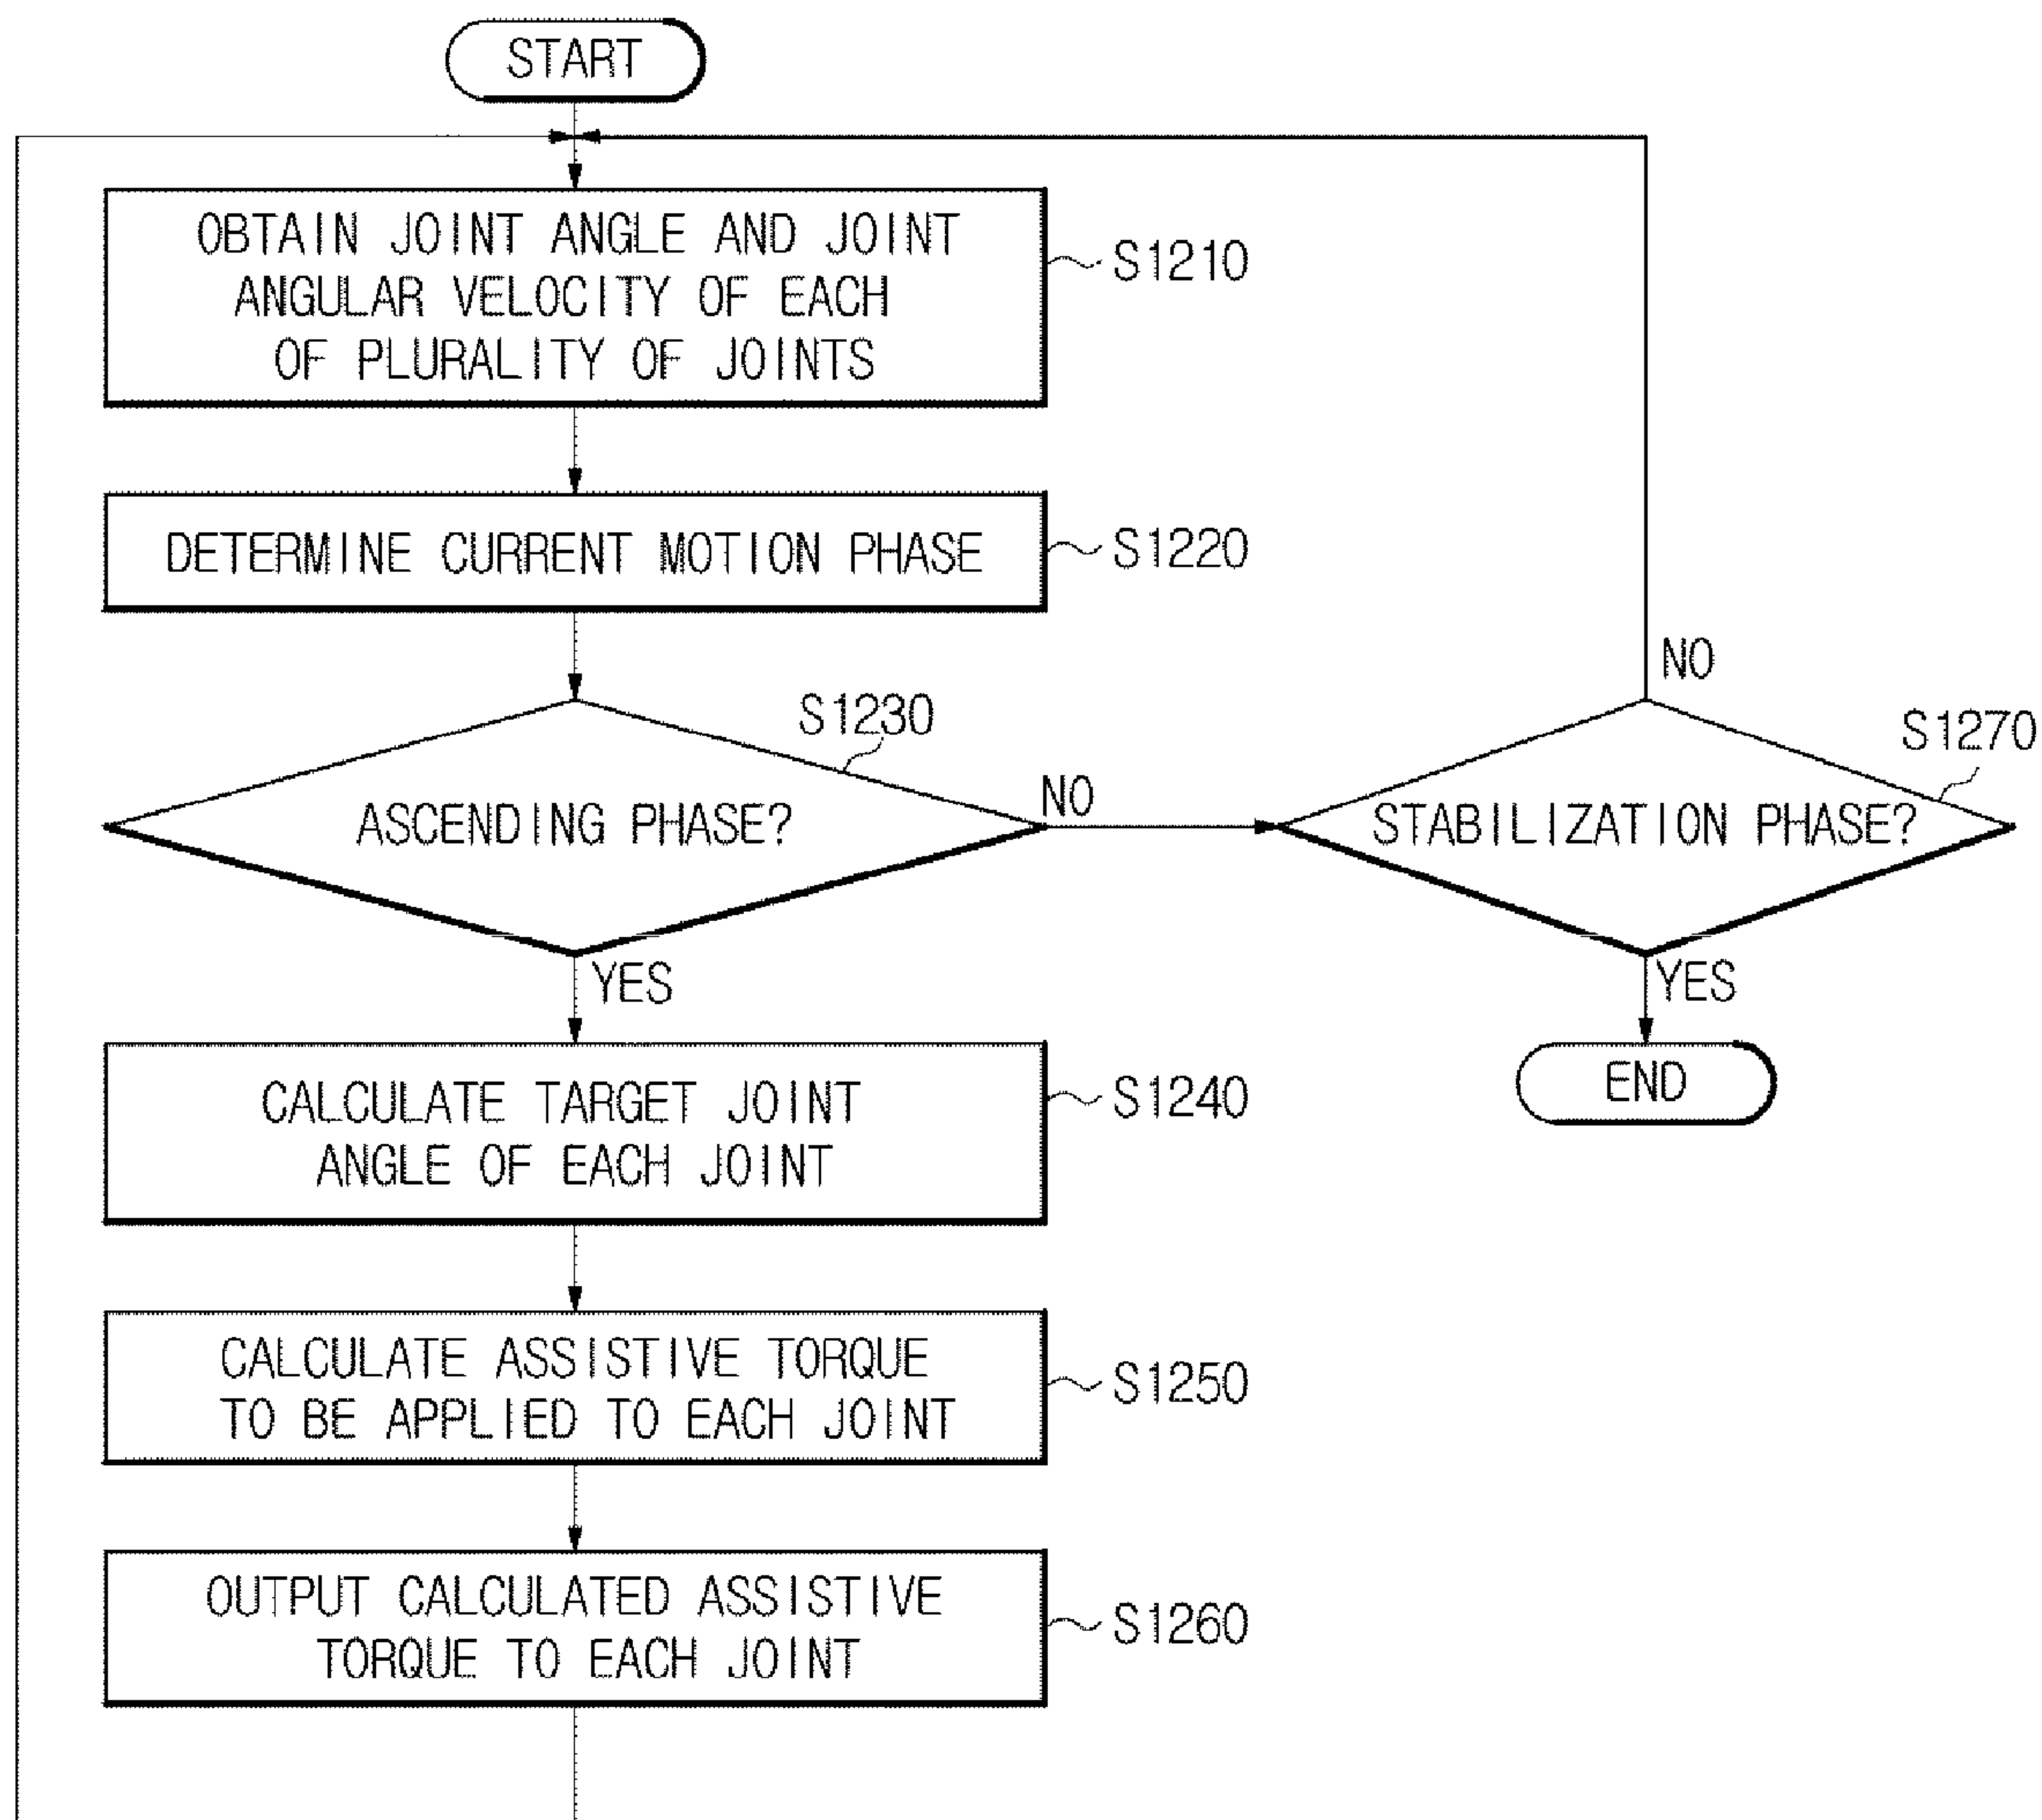 START
OBTAIN JOINT ANGLE AND JOINT
ANGULAR VELOCITY OF EACH
OF PLURALITY OF JOINTS
S1210
DETERMINE CURRENT MOTION PHASE
S1220
S1230
ASCENDING PHASE?
NO
YES
NO
S1270
STABILIZATION PHASE?
YES
END
CALCULATE TARGET JOINT
ANGLE OF EACH JOINT
S1240
CALCULATE ASSISTIVE TORQUE
TO BE APPLIED TO EACH JOINT
S1250
OUTPUT CALCULATED ASSISTIVE
TORQUE TO EACH JOINT
S1260